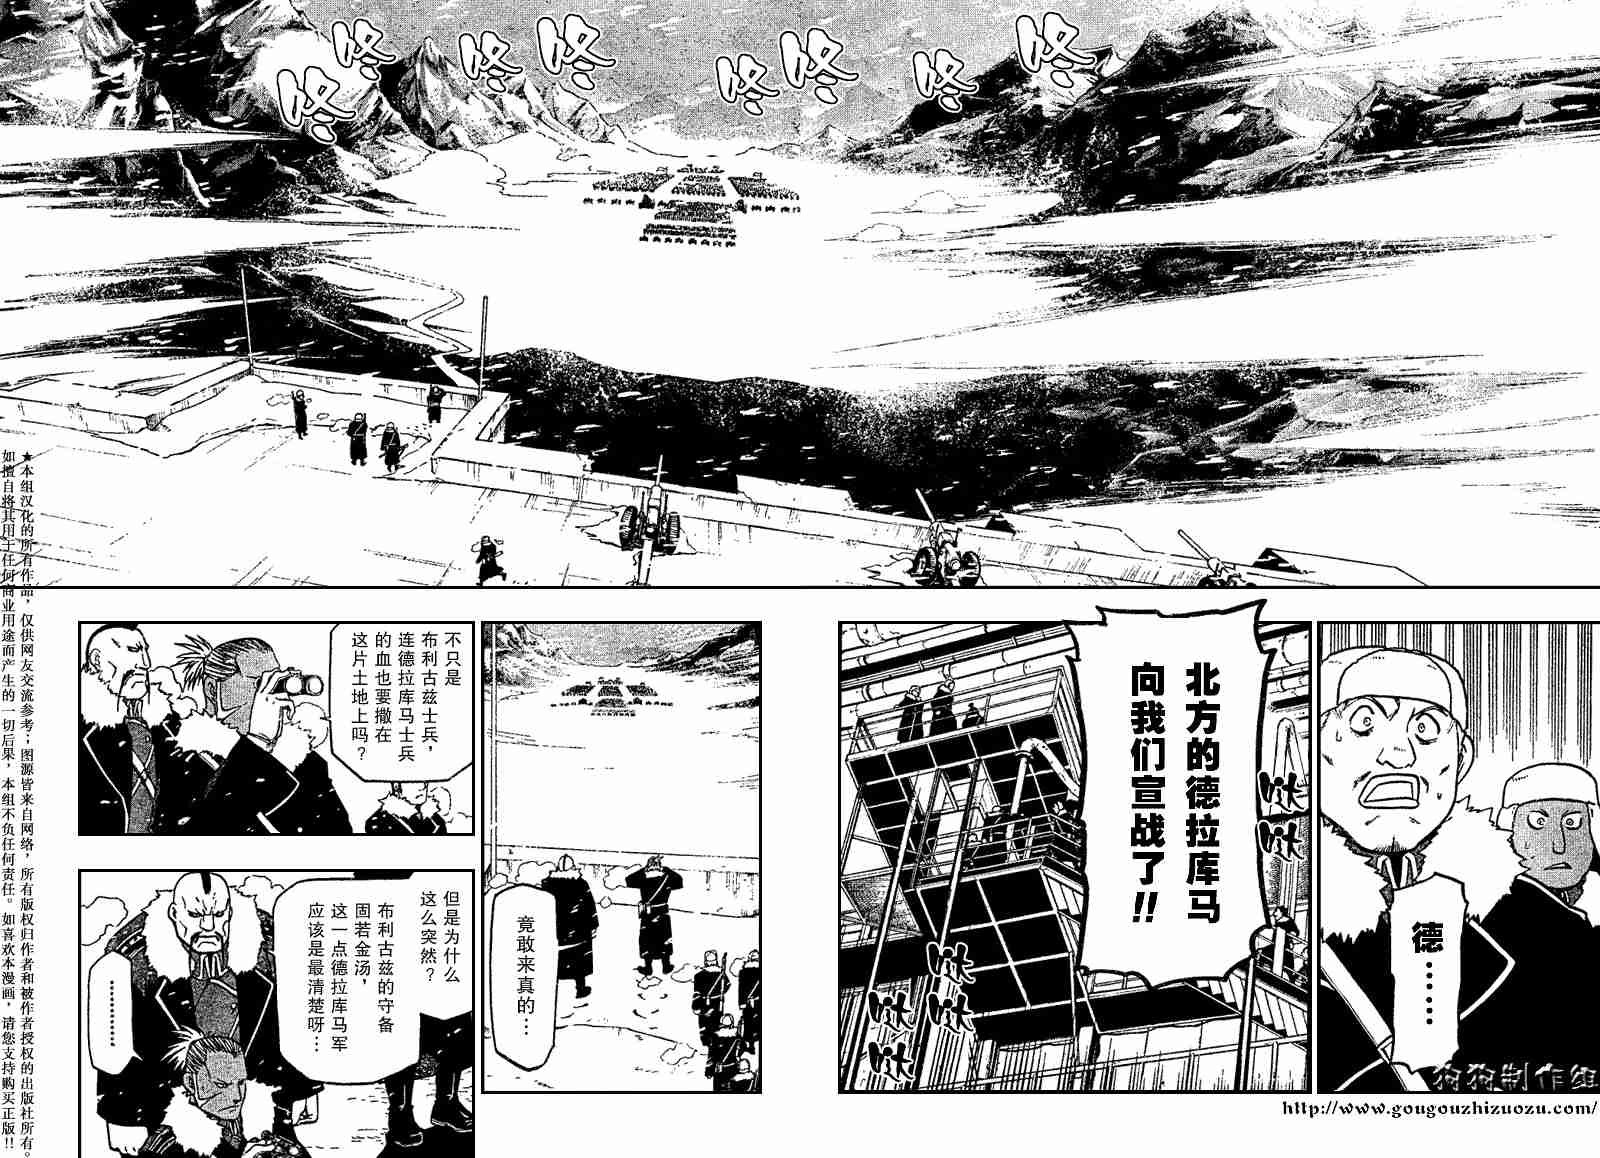 咚
咚
咚
咚
咚
咚
咚
咚
德……
北方的德拉库马
向我们宣战了!!
哒
哒
哒
哒
哒
哒
竟敢来真的…
不只是
布利古兹士兵，
连德拉库马士兵
的血也要撒在
这片土地上吗？
但是为什么
这么突然？
布利古兹的守备
固若金汤，
这一点德拉库马军
应该是最清楚呀…
…………
★本组汉化的所有作品，仅供网友交流参考；图源皆来自网络，所有版权归作者和被作者授权的出版社所有。
如擅自将其用于任何商业用途而产生的一切后果，本组不负任何责任。如喜欢本漫画，请您支持购买正版!!
狗狗制作组
http://www.gougouzhizuozu.com/